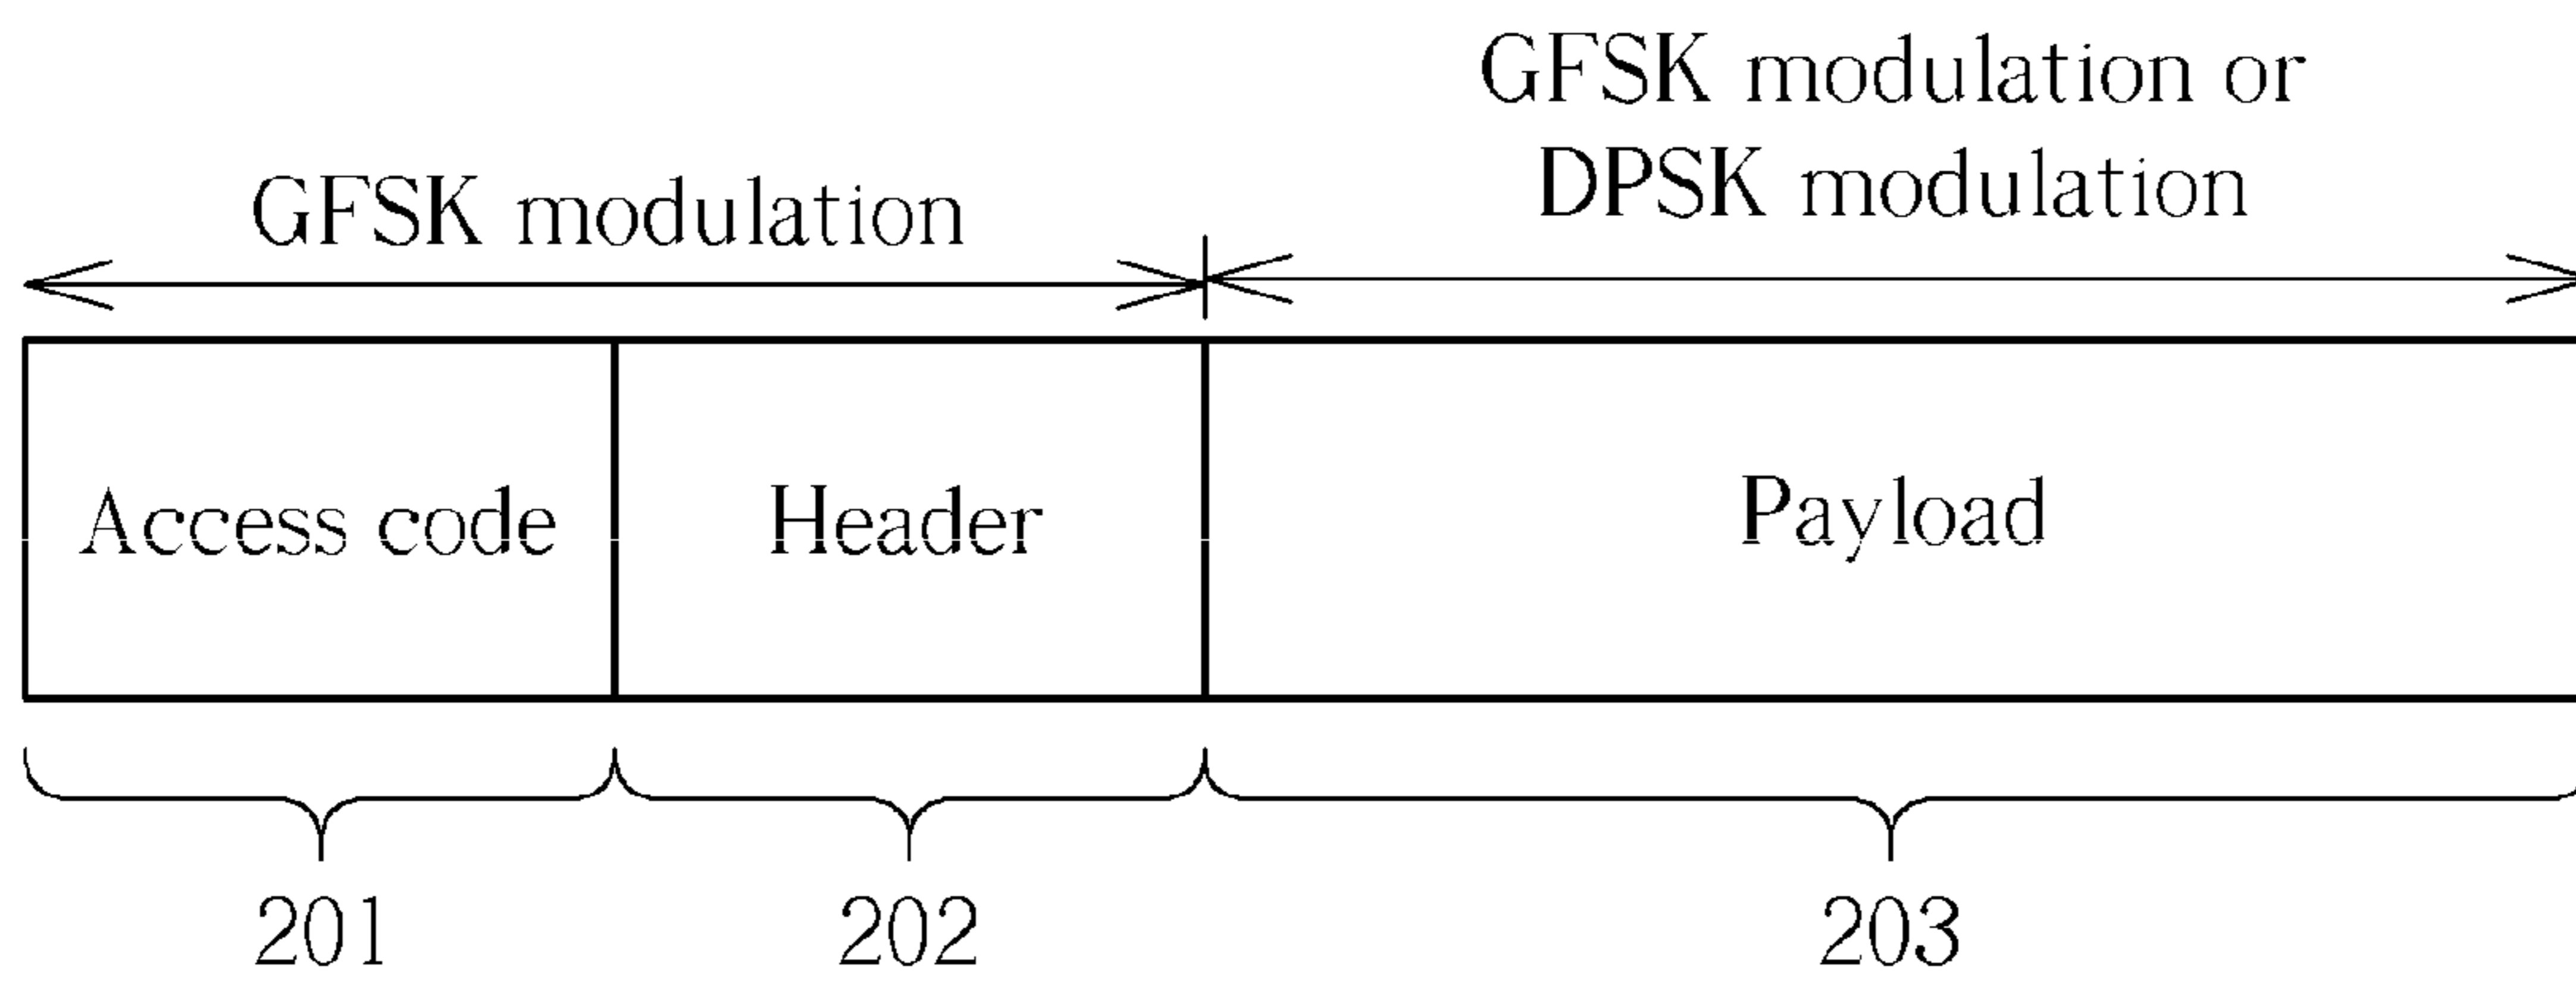 GFSK modulation or
DPSK modulation
GFSK modulation
Access code
Header
Payload
201
202
203